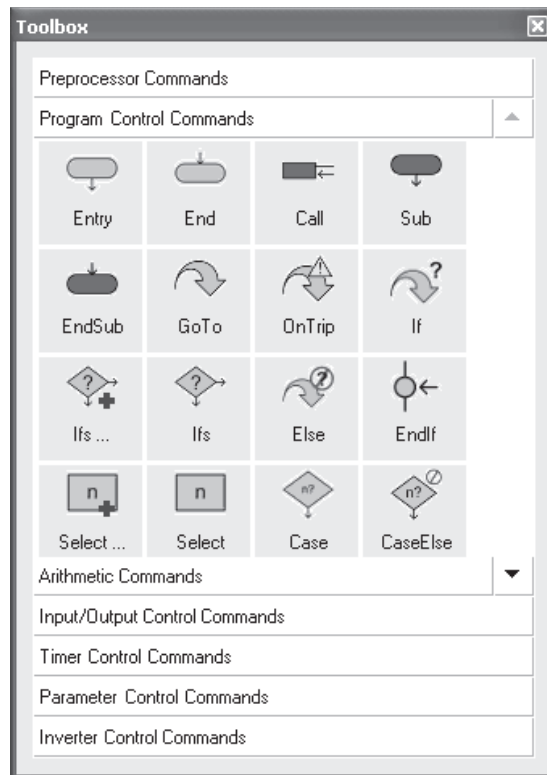 Toolbox
Preprocessor Commands
Program Control Commands
Entry End Call Sub
EndSub GoTo OnTrip If
?
!
? ? ?
Ifs ... Ifs Else EndIf
n n n? n?
Select ... Select Case CaseElse
Arithmetic Commands
Input/Output Control Commands
Timer Control Commands
Parameter Control Commands
Inverter Control Commands